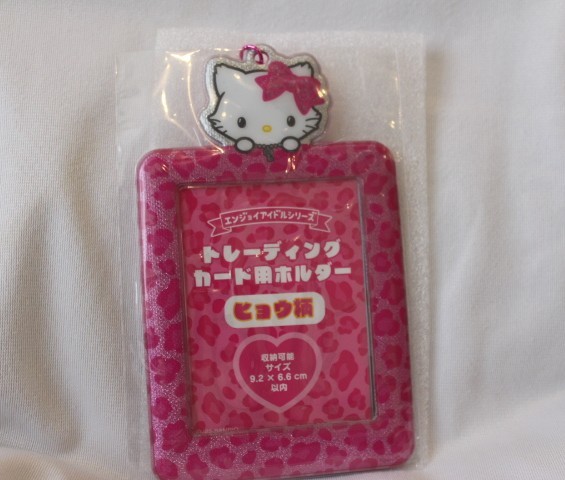 エンジョイアイドルシリーズ
トレーディング
カード用ホルダー
ヒョウ柄
収納可能
サイズ
9.2 × 6.6 cm
以内